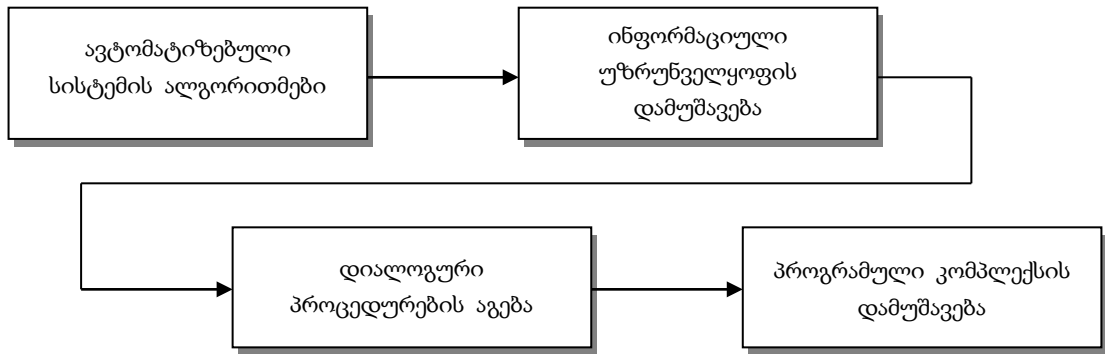 ავტომატიზებული
სისტემის ალგორითმები
ინფორმაციული
უზრუნველყოფის
დამუშავება
დიალოგური
პროცედურების აგება
პროგრამული კომპლექსის
დამუშავება